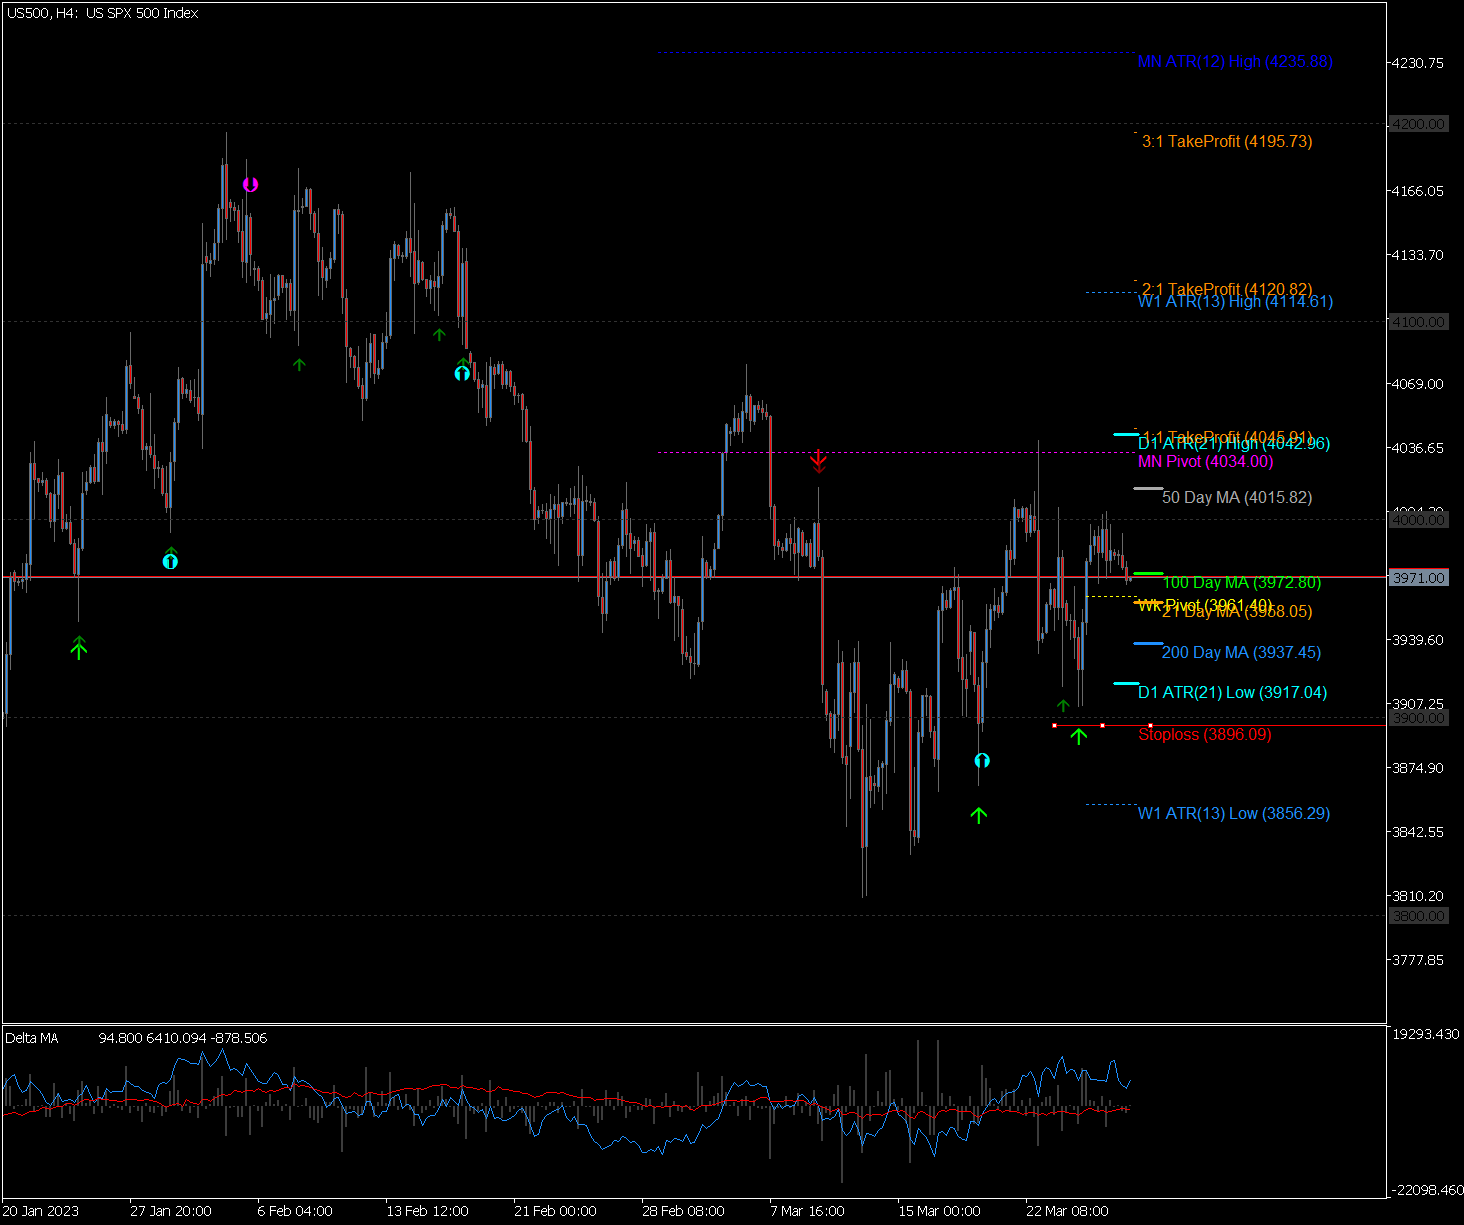 US500, H4: US SPX 500 Index
MN ATR(12) High (4235.88)
4230.75
4200.00
3:1 TakeProfit (4195.73)
4166.05
4133.70
2:1 TakeProfit (4120.82)
W1 ATR(13) High (4114.61)
4100.00
4069.00
1:1 TakeProfit (4045.91)
D1 ATR(21) High (4042.96)
4036.65
MN Pivot (4034.00)
50 Day MA (4015.82)
4000.00
3971.00
100 Day MA (3972.80)
Wk Pivot (3961.40)
21 Day MA (3958.05)
3939.60
200 Day MA (3937.45)
D1 ATR(21) Low (3917.04)
3907.25
3900.00
Stoploss (3896.09)
3874.90
W1 ATR(13) Low (3856.29)
3842.55
3810.20
3800.00
3777.85
Delta MA 94.800 6410.094 -878.506
19293.430
-22098.460
20 Jan 2023 27 Jan 20:00 6 Feb 04:00 13 Feb 12:00 21 Feb 00:00 28 Feb 08:00 7 Mar 16:00 15 Mar 00:00 22 Mar 08:00